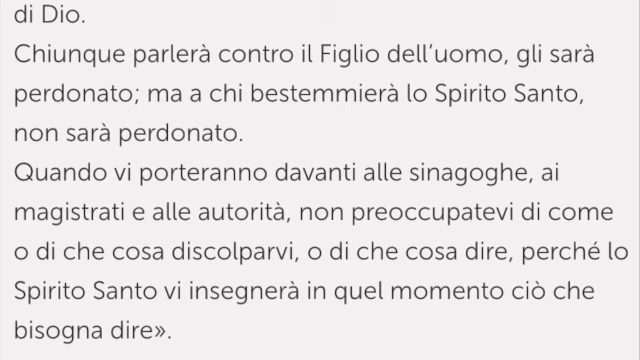 di Dio.
Chiunque parlerà contro il Figlio dell’uomo, gli sarà
perdonato; ma a chi bestemmierà lo Spirito Santo,
non sarà perdonato.
Quando vi porteranno davanti alle sinagoghe, ai
magistrati e alle autorità, non preoccupatevi di come
o di che cosa discolparvi, o di che cosa dire, perché lo
Spirito Santo vi insegnerà in quel momento ciò che
bisogna dire».